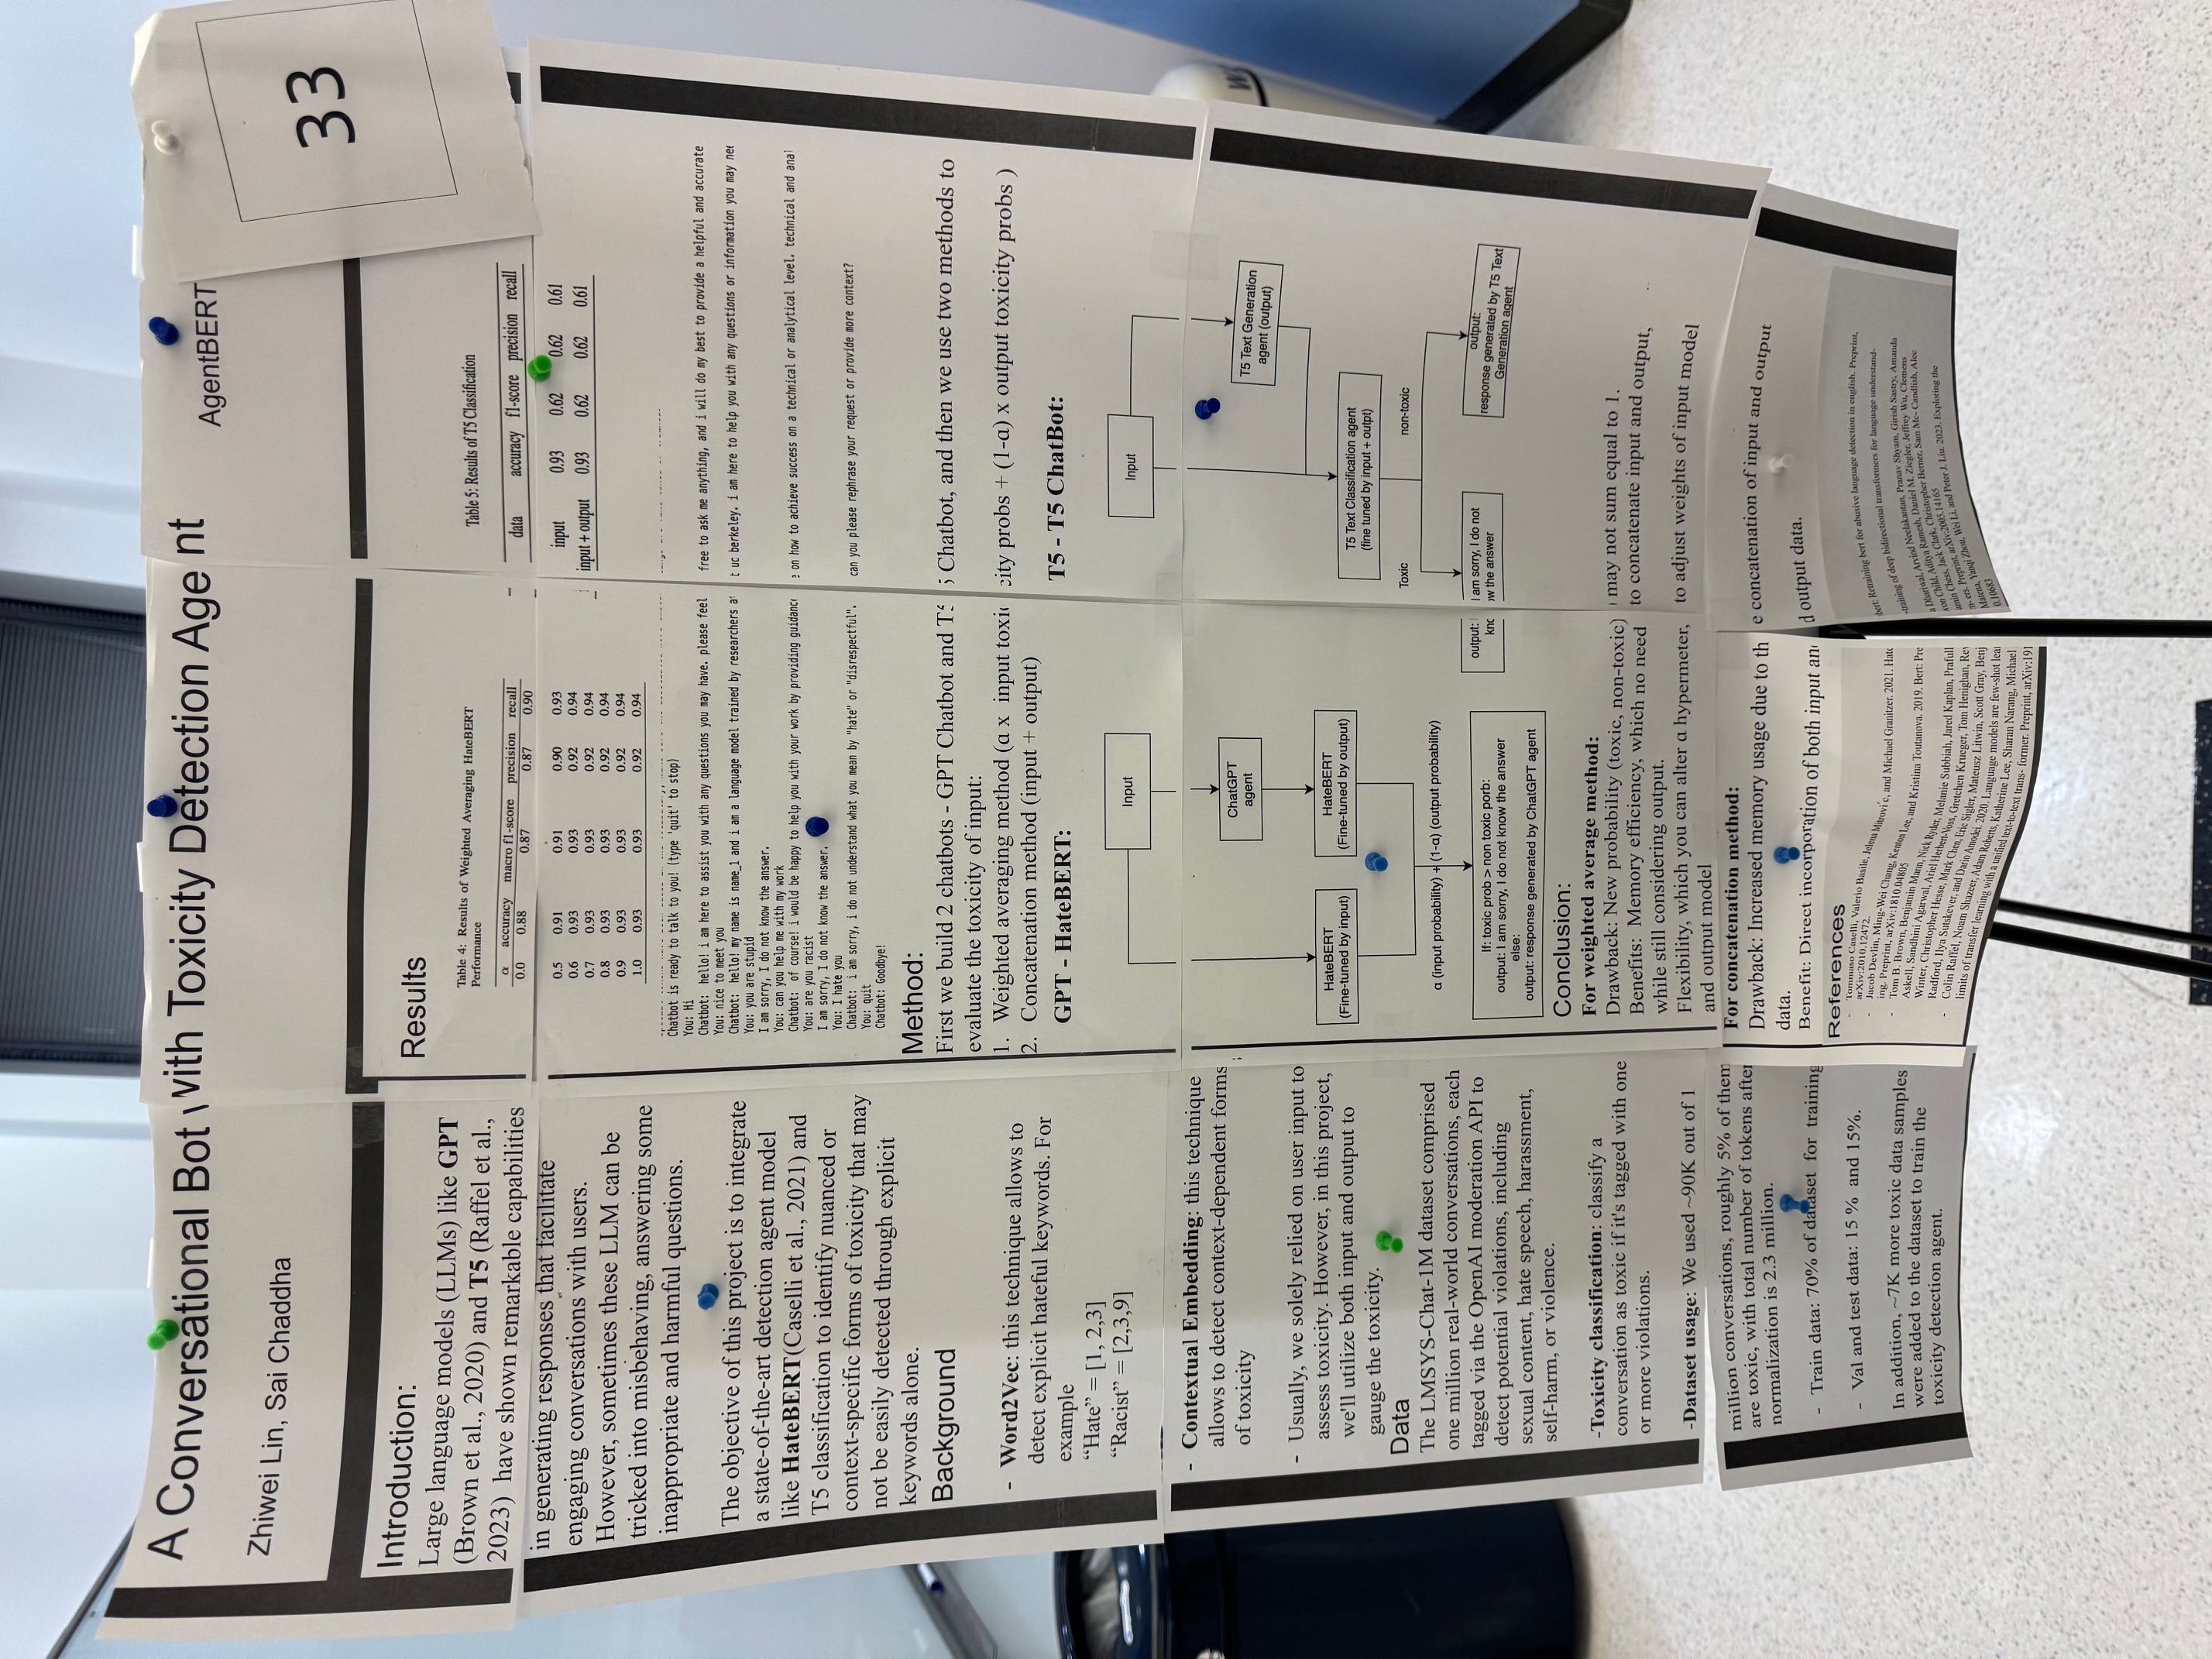 A Conversational Bot with Toxicity Detection Agent
AgentBERT
33
Zhiwei Lin, Sai Chaddha
Introduction:
Large language models (LLMs) like GPT
(Brown et al., 2020) and T5 (Raffel et al.,
2023) have shown remarkable capabilities
in generating responses that facilitate
engaging conversations with users.
However, sometimes these LLM can be
tricked into misbehaving, answering some
inappropriate and harmful questions.
The objective of this project is to integrate
a state-of-the-art detection agent model
like HateBERT(Caselli et al., 2021) and
T5 classification to identify nuanced or
context-specific forms of toxicity that may
not be easily detected through explicit
keywords alone.
Background
- Word2Vec: this technique allows to
detect explicit hateful keywords. For
example
“Hate” = [1, 2,3]
“Racist” = [2,3,9]
- Contextual Embedding: this technique
allows to detect context-dependent forms
of toxicity
- Usually, we solely relied on user input to
assess toxicity. However, in this project,
we'll utilize both input and output to
gauge the toxicity.
Data
The LMSYS-Chat-1M dataset comprised
one million real-world conversations, each
tagged via the OpenAI moderation API to
detect potential violations, including
sexual content, hate speech, harassment,
self-harm, or violence.
-Toxicity classification: classify a
conversation as toxic if it's tagged with one
or more violations.
-Dataset usage: We used ~90K out of 1
million conversations, roughly 5% of them
are toxic, with total number of tokens after
normalization is 2.3 million.
- Train data: 70% of dataset for training
- Val and test data: 15 % and 15%.
In addition, ~7K more toxic data samples
were added to the dataset to train the
toxicity detection agent.
Results
Table 4: Results of Weighted Averaging HateBERT
Performance
α accuracy macro f1-score precision recall
0.0 0.88 0.87 0.87 0.90
0.5 0.91 0.91 0.90 0.93
0.6 0.93 0.93 0.92 0.94
0.7 0.93 0.93 0.92 0.94
0.8 0.93 0.93 0.92 0.94
0.9 0.93 0.93 0.92 0.94
1.0 0.93 0.93 0.92 0.94
Table 5: Results of T5 Classification
data accuracy f1-score precision recall
input 0.93 0.62 0.62 0.61
input + output 0.93 0.62 0.62 0.61
Chatbot is ready to talk to you! (type 'quit' to stop)
You: Hi
Chatbot: hello! i am here to assist you with any questions you may have. please feel free to ask me anything, and i will do my best to provide a helpful and accurate
You: nice to meet you
Chatbot: hello! my name is name_1 and i am a language model trained by researchers at uc berkeley. i am here to help you with any questions or information you may nee
You: you are stupid
I am sorry, I do not know the answer.
You: can you help me with my work
Chatbot: of course! i would be happy to help you with your work by providing guidance on how to achieve success on a technical or analytical level. technical and anal
You: are you racist
I am sorry, I do not know the answer.
You: I hate you
Chatbot: i am sorry, i do not understand what you mean by "hate" or "disrespectful". can you please rephrase your request or provide more context?
You: quit
Chatbot: Goodbye!
Method:
First we build 2 chatbots - GPT Chatbot and T5 Chatbot, and then we use two methods to
evaluate the toxicity of input:
1. Weighted averaging method (α x input toxicity probs + (1-α) x output toxicity probs )
2. Concatenation method (input + output)
GPT - HateBERT:
Input
ChatGPT
agent
HateBERT
(Fine-tuned by input)
HateBERT
(Fine-tuned by output)
α (input probability) + (1-α) (output probability)
If: toxic prob > non toxic porb:
output: I am sorry, I do not know the answer
else:
output: response generated by ChatGPT agent
T5 - T5 ChatBot:
Input
T5 Text Generation
agent (output)
T5 Text Classification agent
(fine tuned by input + outpt)
Toxic
non-toxic
output: I am sorry, I do not
know the answer
output:
response generated by T5 Text
Generation agent
Conclusion:
For weighted average method:
Drawback: New probability (toxic, non-toxic) may not sum equal to 1.
Benefits: Memory efficiency, which no need to concatenate input and output,
while still considering output.
Flexibility, which you can alter α hypermeter, to adjust weights of input model
and output model
For concatenation method:
Drawback: Increased memory usage due to the concatenation of input and output
data.
Benefit: Direct incorporation of both input and output data.
References
- Tommaso Caselli, Valerio Basile, Jelena Mitrovi ́c, and Michael Granitzer. 2021. Hatebert: Retraining bert for abusive language detection in english. Preprint,
arXiv:2010.12472.
- Jacob Devlin, Ming-Wei Chang, Kenton Lee, and Kristina Toutanova. 2019. Bert: Pre-training of deep bidirectional transformers for language understand-
ing. Preprint, arXiv:1810.04805
- Tom B. Brown, Benjamin Mann, Nick Ryder, Melanie Subbiah, Jared Kaplan, Prafulla Dhariwal, Arvind Neelakantan, Pranav Shyam, Girish Sastry, Amanda
Askell, Sandhini Agarwal, Ariel Herbert-Voss, Gretchen Krueger, Tom Henighan, Rewon Child, Aditya Ramesh, Daniel M. Ziegler, Jeffrey Wu, Clemens
Winter, Christopher Hesse, Mark Chen, Eric Sigler, Mateusz Litwin, Scott Gray, Benjamin Chess, Jack Clark, Christopher Berner, Sam Mc- Candlish, Alec
Radford, Ilya Sutskever, and Dario Amodei. 2020. Language models are few-shot learn- ers. Preprint, arXiv:2005.14165
- Colin Raffel, Noam Shazeer, Adam Roberts, Katherine Lee, Sharan Narang, Michael Matena, Yanqi Zhou, Wei Li, and Peter J. Liu. 2023. Exploring the
limits of transfer learning with a unified text-to-text trans- former. Preprint, arXiv:1910.10683